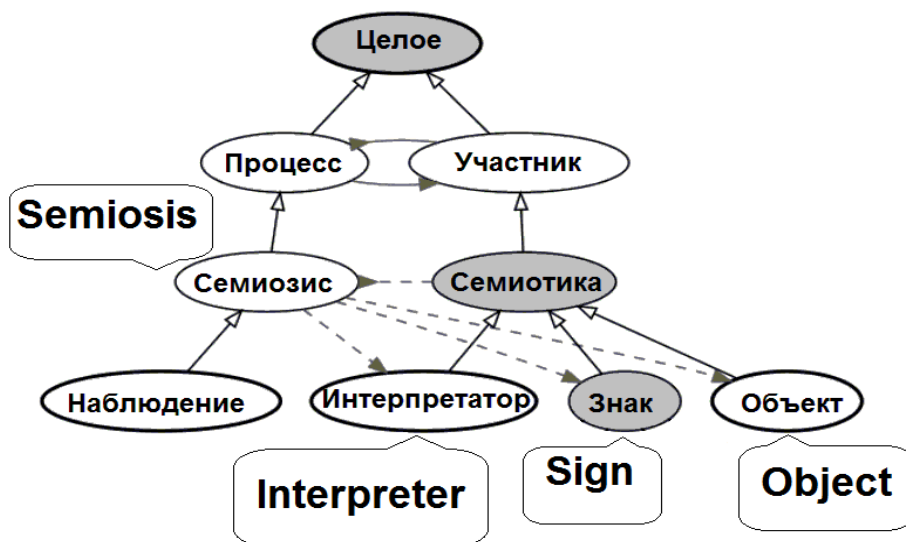 Целое
Процесс
Участник
Semiosis
Семиозис
Семиотика
Наблюдение
Интерпретатор
Знак
Объект
Interpreter
Sign
Object